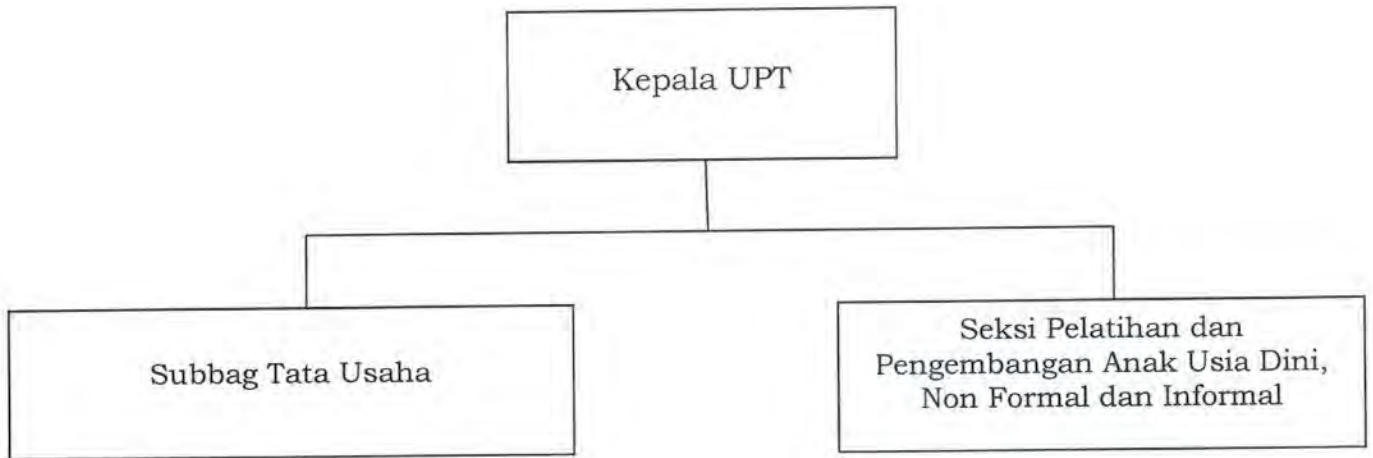 Kepala UPT
Subbag Tata Usaha
Seksi Pelatihan dan
Pengembangan Anak Usia Dini,
Non Formal dan Informal